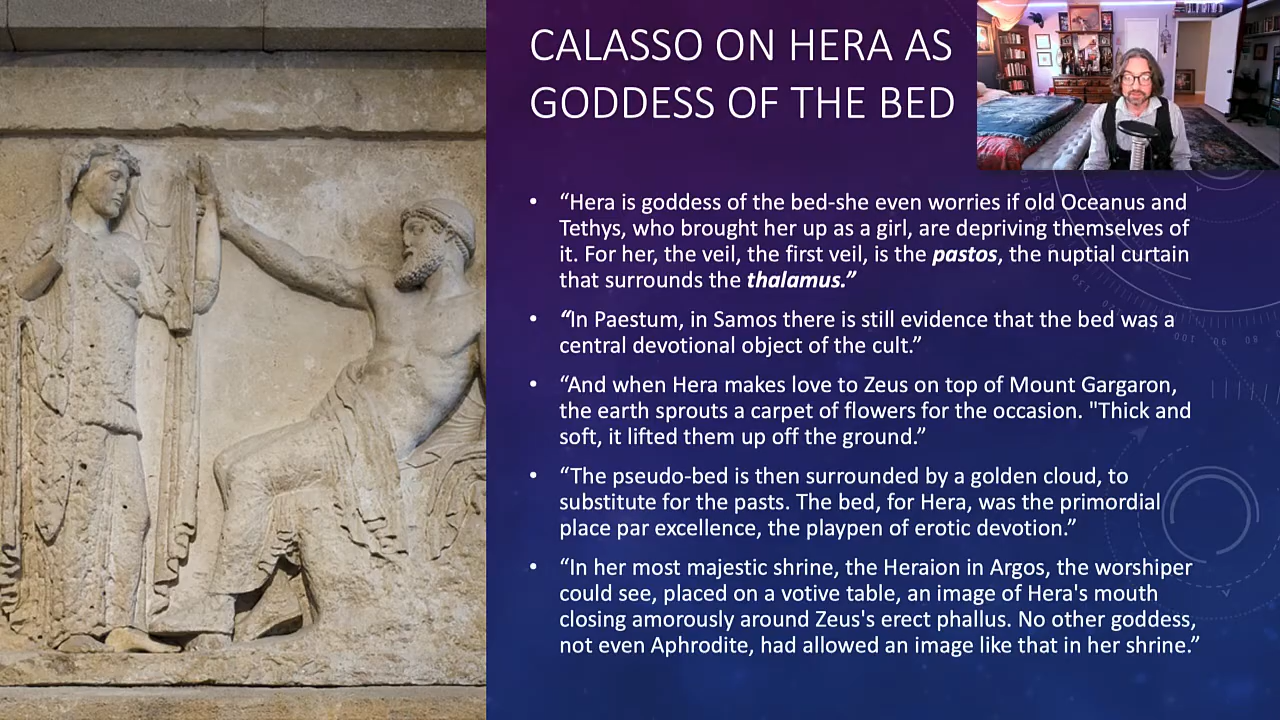 CALASSO ON HERA AS
GODDESS OF THE BED
• “Hera is goddess of the bed-she even worries if old Oceanus and
Tethys, who brought her up as a girl, are depriving themselves of
it. For her, the veil, the first veil, is the pastos, the nuptial curtain
that surrounds the thalamus.”
• “In Paestum, in Samos there is still evidence that the bed was a
central devotional object of the cult.”
• “And when Hera makes love to Zeus on top of Mount Gargaron,
the earth sprouts a carpet of flowers for the occasion. "Thick and
soft, it lifted them up off the ground.”
• “The pseudo-bed is then surrounded by a golden cloud, to
substitute for the pasts. The bed, for Hera, was the primordial
place par excellence, the playpen of erotic devotion.”
• “In her most majestic shrine, the Heraion in Argos, the worshiper
could see, placed on a votive table, an image of Hera's mouth
closing amorously around Zeus's erect phallus. No other goddess,
not even Aphrodite, had allowed an image like that in her shrine.”